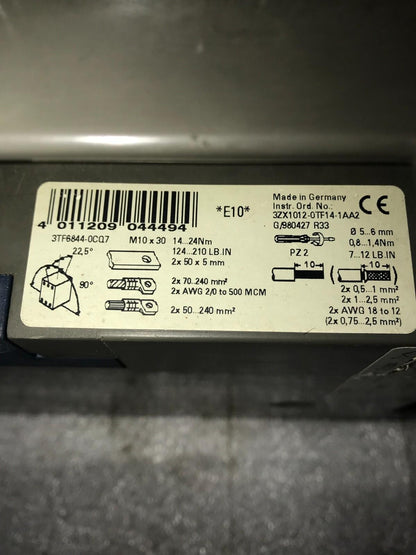 *E10*
Made in Germany
Instr. Ord. No.:
3ZX1012-0TF14-1AA2
G/980427 R33
CE
4 011209 044494
3TF6844-0CQ7
22,5°
90°
M10 x 30 14...24Nm
124...210 LB.IN
2x 50 x 5 mm
2x 70..240 mm²
2x AWG 2/0 to 500 MCM
2x 50...240 mm²
PZ 2
Ø 5...6 mm
0,8...1,4Nm
7...12 LB.IN
10
10
2x 0,5...1 mm²
2x 1...2,5 mm²
2x AWG 18 to 12
(2x 0,75...2,5 mm²)